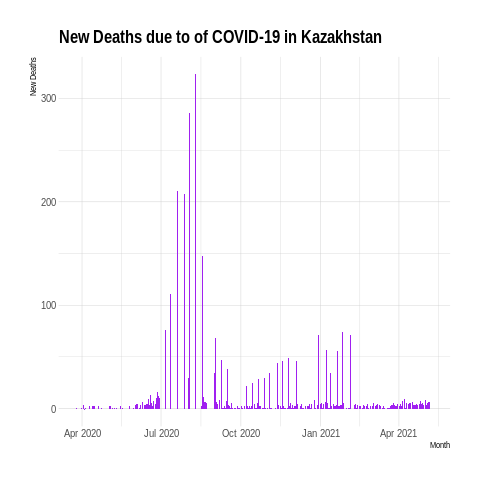 New Deaths due to of COVID-19 in Kazakhstan
New Deaths
300
200
100
0
Apr 2020 Jul 2020 Oct 2020 Jan 2021 Apr 2021
Month